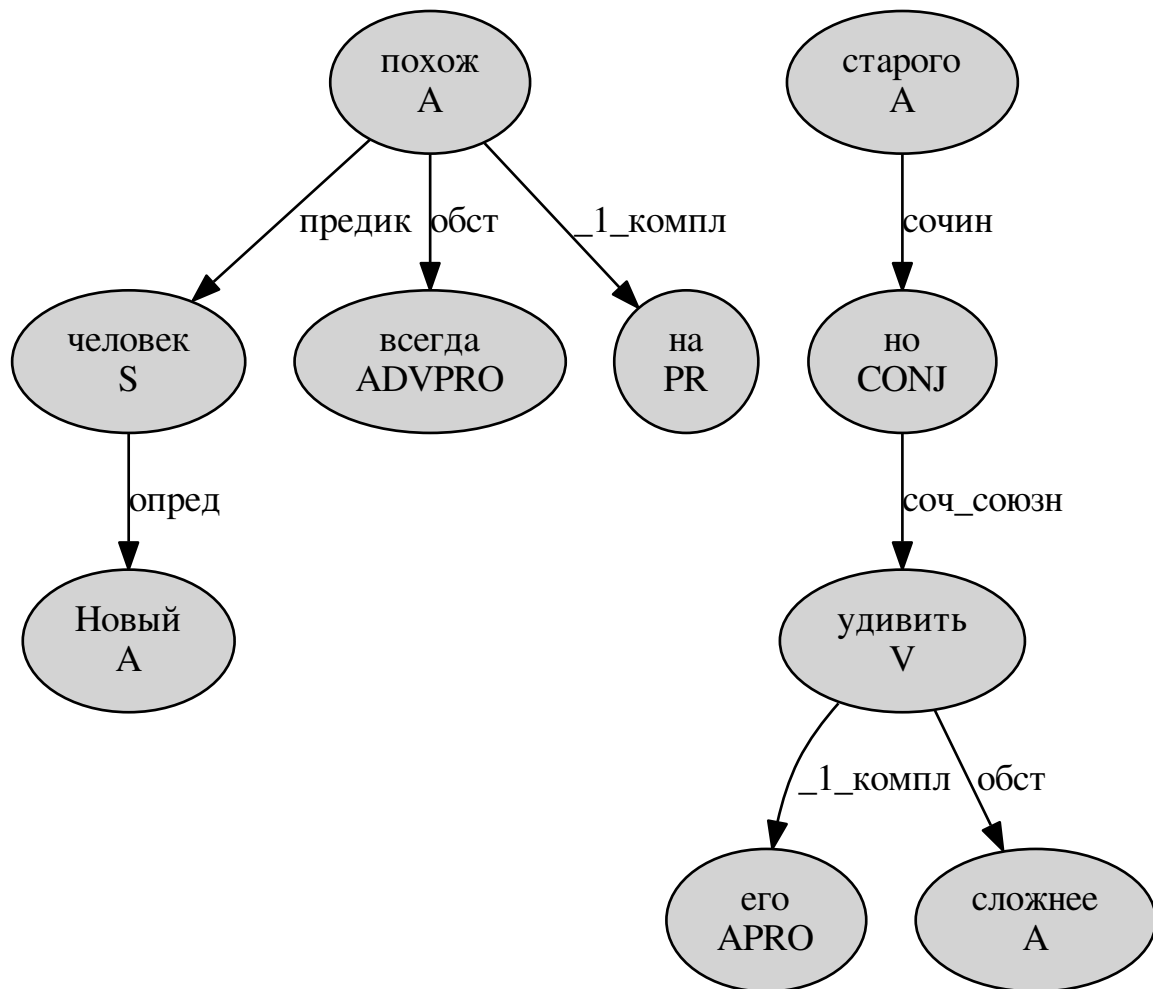 похож
A
старого
A
предик
обст
_1_компл
сочин
человек
S
всегда
ADVPRO
на
PR
но
CONJ
опред
соч_союзн
Новый
A
удивить
V
_1_компл
обст
его
APRO
сложнее
A